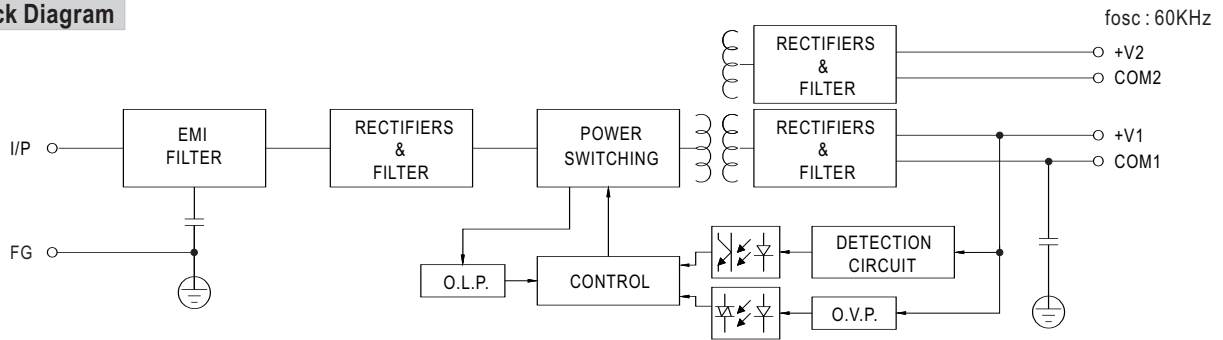 ck Diagram
fosc : 60KHz
RECTIFIERS
&
FILTER
+V2
COM2
I/P
EMI
FILTER
RECTIFIERS
&
FILTER
POWER
SWITCHING
RECTIFIERS
&
FILTER
+V1
COM1
FG
O.L.P.
CONTROL
DETECTION
CIRCUIT
O.V.P.